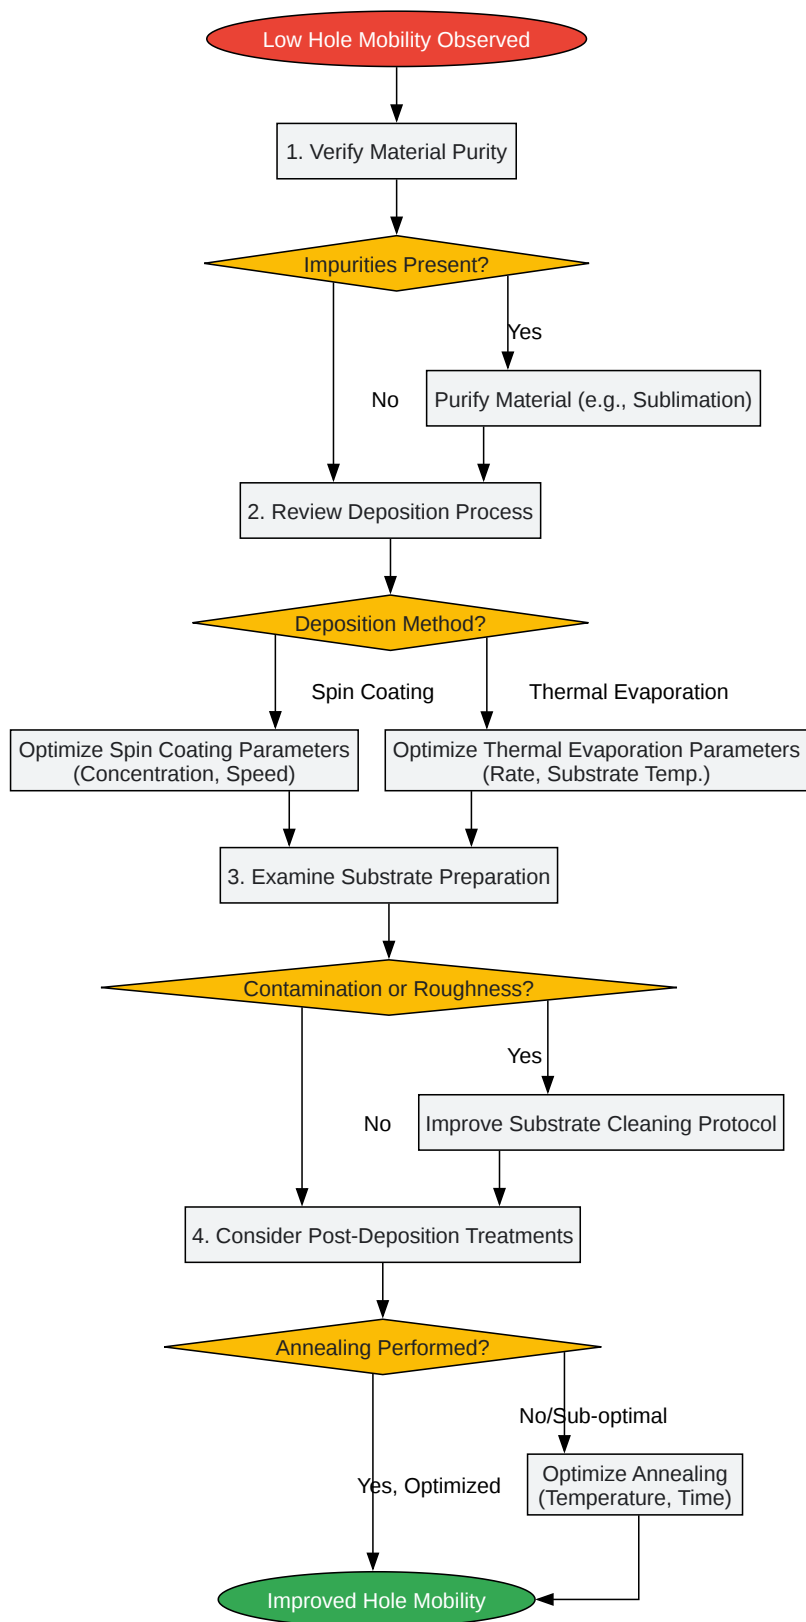 Low Hole Mobility Observed
1. Verify Material Purity
Impurities Present?
Yes
No
Purify Material (e.g., Sublimation)
2. Review Deposition Process
Deposition Method?
Spin Coating
Thermal Evaporation
Optimize Spin Coating Parameters
(Concentration, Speed)
Optimize Thermal Evaporation Parameters
(Rate, Substrate Temp.)
3. Examine Substrate Preparation
Contamination or Roughness?
Yes
No
Improve Substrate Cleaning Protocol
4. Consider Post-Deposition Treatments
Annealing Performed?
No/Sub-optimal
Yes, Optimized
Optimize Annealing
(Temperature, Time)
Improved Hole Mobility